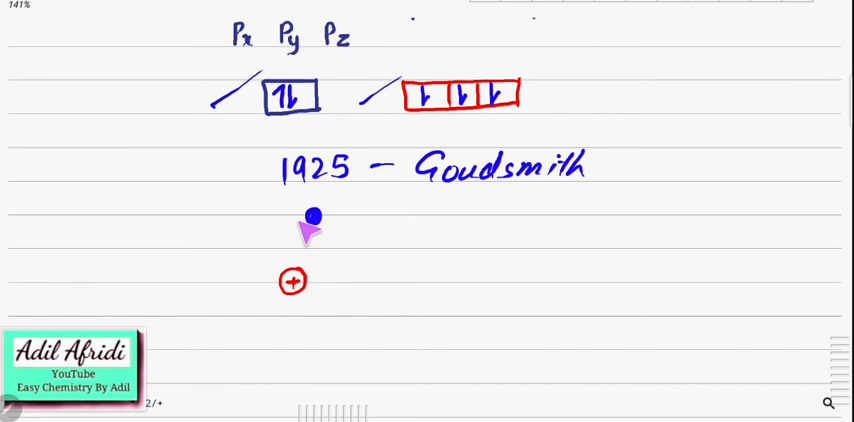 141%
Px Py Pz
1925 - Goudsmith
+
Adil Afridi
YouTube
Easy Chemistry By Adil
2/+